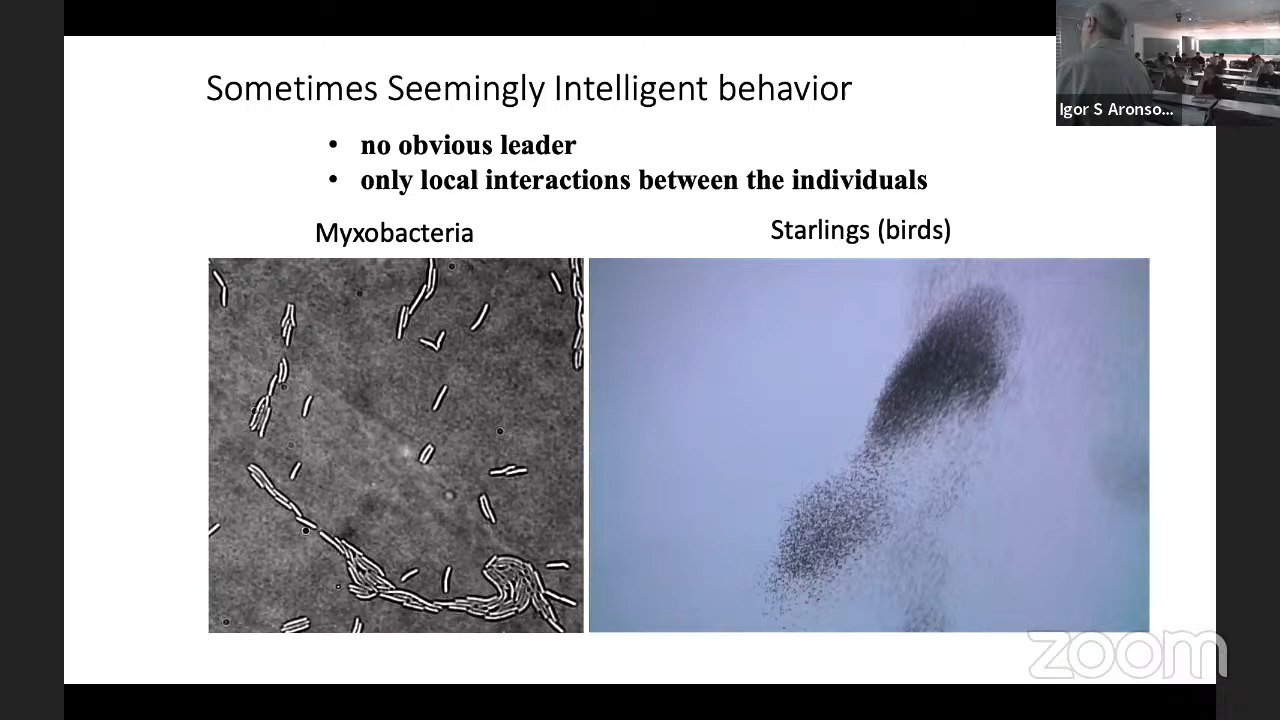 Sometimes Seemingly Intelligent behavior
• no obvious leader
• only local interactions between the individuals
Myxobacteria
Starlings (birds)
Igor S Aronso...
zoom